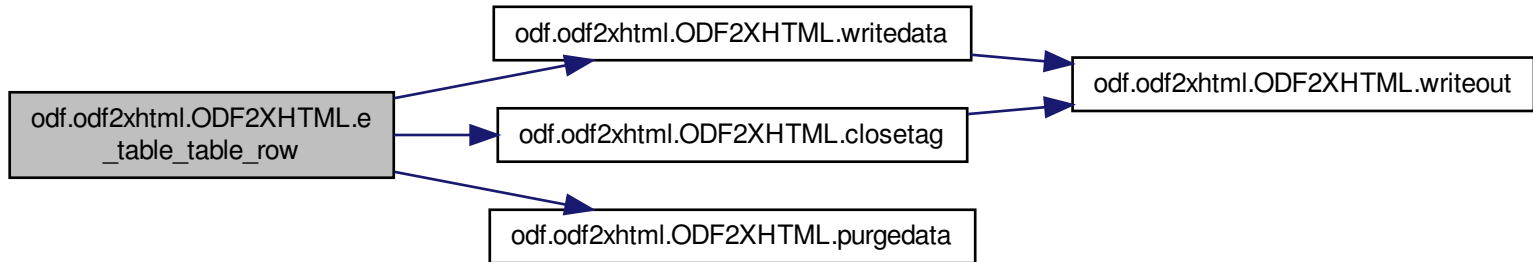 odf.odf2xhtml.ODF2XHTML.e
_table_table_row
odf.odf2xhtml.ODF2XHTML.writedata
odf.odf2xhtml.ODF2XHTML.writeout
odf.odf2xhtml.ODF2XHTML.closetag
odf.odf2xhtml.ODF2XHTML.purgedata